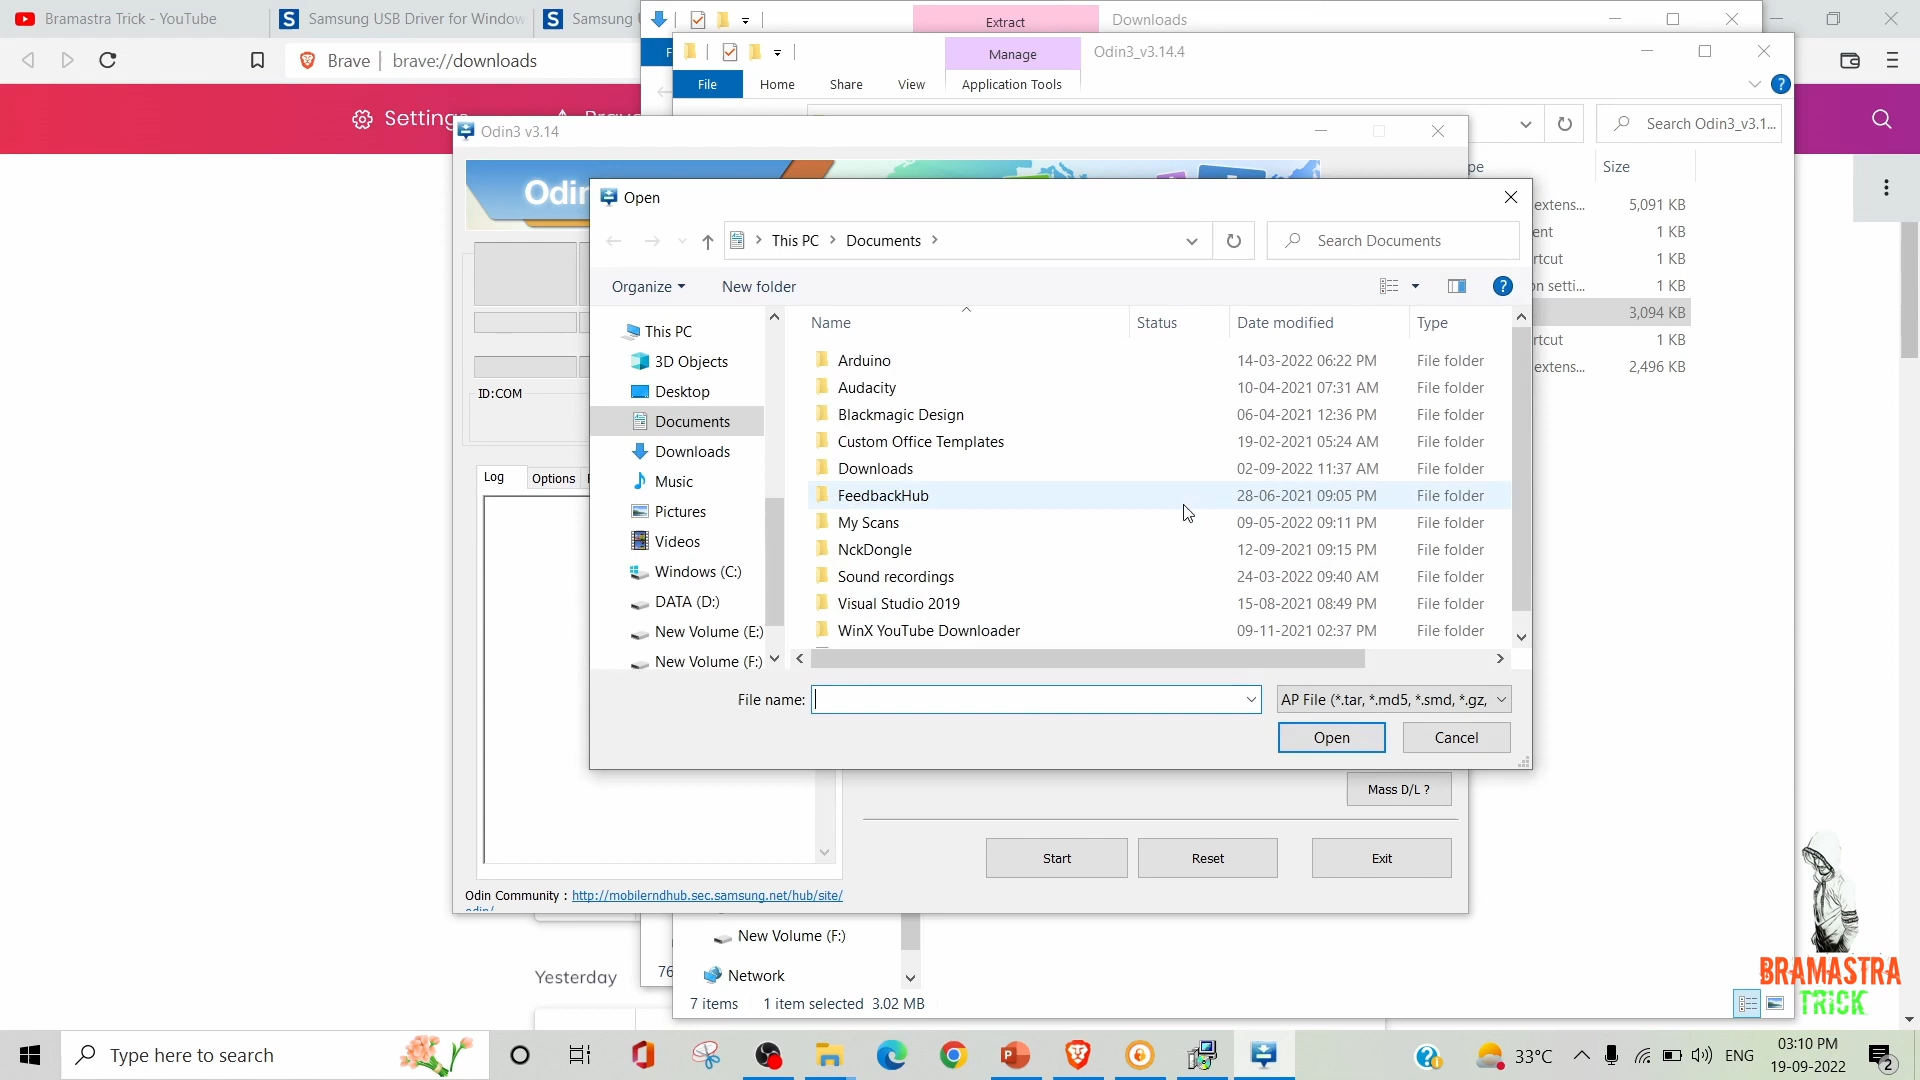 Bramastra Trick - YouTube
Samsung USB Driver for Window
Samsung
Extract
Downloads
Brave
brave://downloads
Manage
Odin3_v3.14.4
File
Home
Share
View
Application Tools
Settings
Search Odin3_v3.1...
Odin3 v3.14
Size
Odin
Open
5,091 KB
1 KB
1 KB
1 KB
3,094 KB
1 KB
2,496 KB
extens...
extens...
This PC
Documents
Search Documents
Organize
New folder
Name
Status
Date modified
Type
This PC
3D Objects
Desktop
Documents
Downloads
Music
Pictures
Videos
Windows (C:)
DATA (D:)
New Volume (E:)
New Volume (F:)
Arduino 14-03-2022 06:22 PM File folder
Audacity 10-04-2021 07:31 AM File folder
Blackmagic Design 06-04-2021 12:36 PM File folder
Custom Office Templates 19-02-2021 05:24 AM File folder
Downloads 02-09-2022 11:37 AM File folder
FeedbackHub 28-06-2021 09:05 PM File folder
My Scans 09-05-2022 09:11 PM File folder
NckDongle 12-09-2021 09:15 PM File folder
Sound recordings 24-03-2022 09:40 AM File folder
Visual Studio 2019 15-08-2021 08:49 PM File folder
WinX YouTube Downloader 09-11-2021 02:37 PM File folder
ID:COM
Log
Options
File name:
AP File (*.tar, *.md5, *.smd, *.gz,
Open
Cancel
Mass D/L ?
Start
Reset
Exit
Odin Community : http://mobilerndhub.sec.samsung.net/hub/site/
odin/
New Volume (F:)
Network
Yesterday
76
7 items
1 item selected 3.02 MB
BRAMASTRA
TRICK
Type here to search
33°C
ENG
03:10 PM
19-09-2022
2